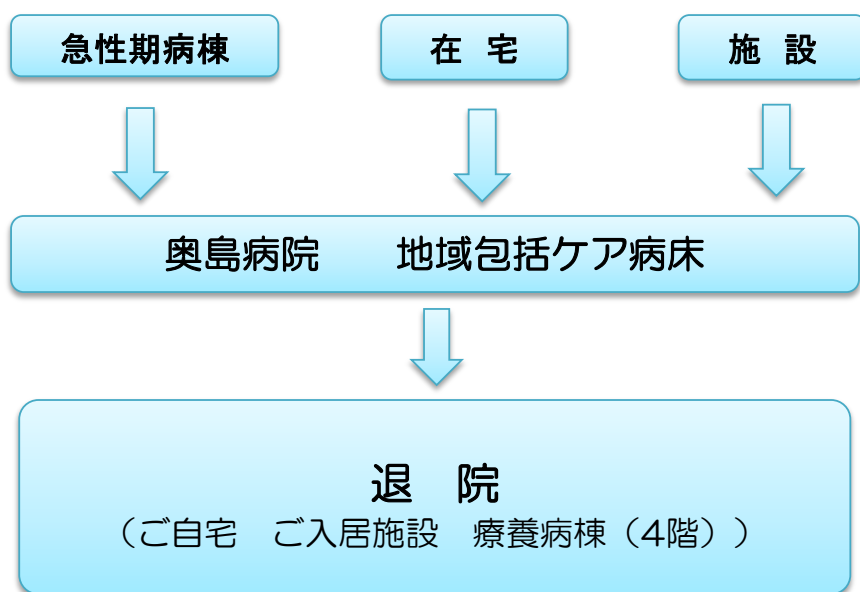 急性期病棟
在 宅
施 設
奥島病院　　地域包括ケア病床
退　院
（ご自宅　ご入居施設　療養病棟（4階））